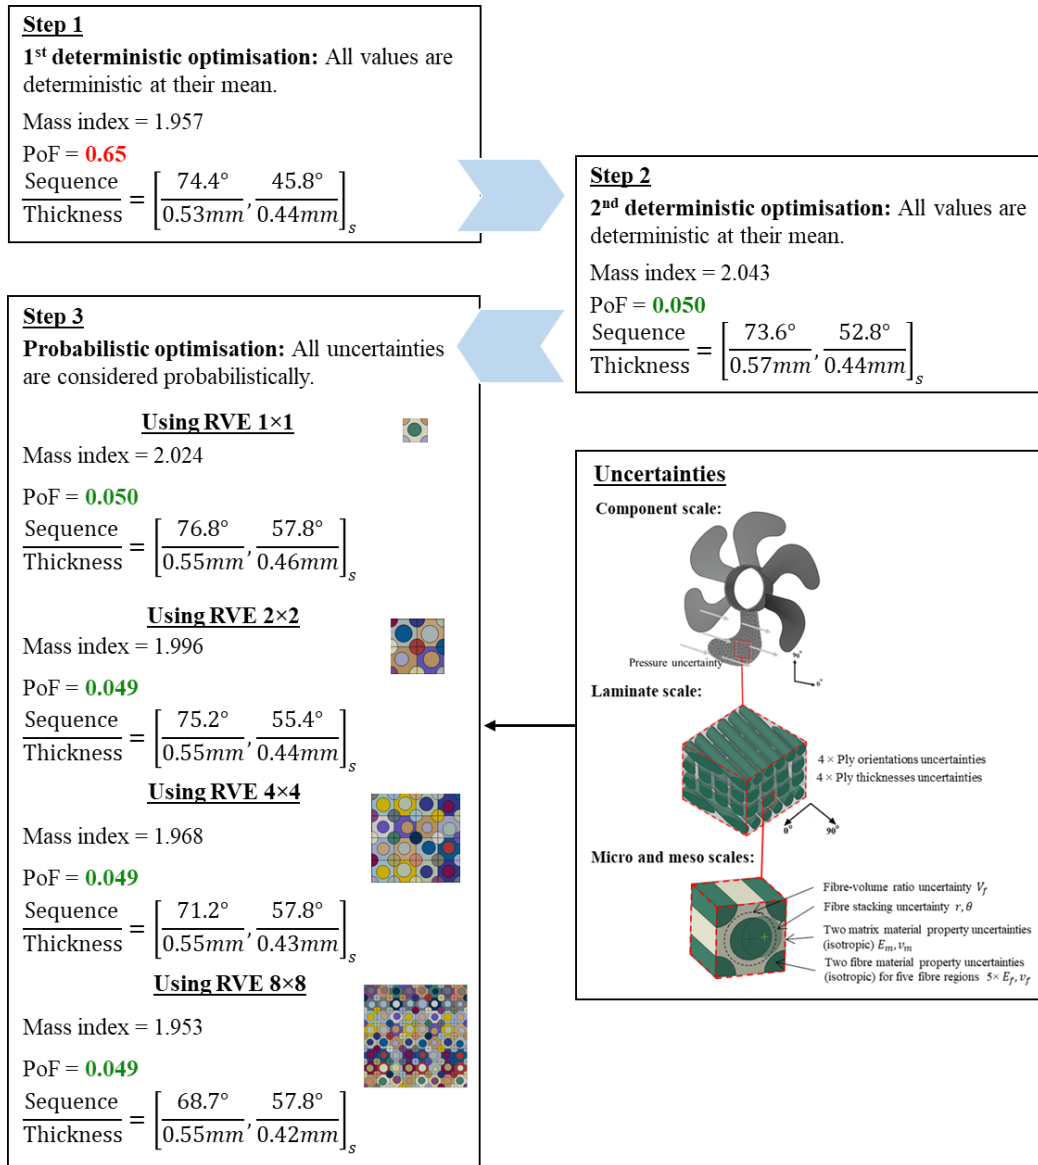 Step 1
1st deterministic optimisation: All values are
deterministic at their mean.
Mass index = 1.957
PoF = 0.65
Sequence/Thickness = [74.4°/0.53mm, 45.8°/0.44mm]s
Step 2
2nd deterministic optimisation: All values are
deterministic at their mean.
Mass index = 2.043
PoF = 0.050
Sequence/Thickness = [73.6°/0.57mm, 52.8°/0.44mm]s
Step 3
Probabilistic optimisation: All uncertainties
are considered probabilistically.
Using RVE 1×1
Mass index = 2.024
PoF = 0.050
Sequence/Thickness = [76.8°/0.55mm, 57.8°/0.46mm]s
Using RVE 2×2
Mass index = 1.996
PoF = 0.049
Sequence/Thickness = [75.2°/0.55mm, 55.4°/0.44mm]s
Using RVE 4×4
Mass index = 1.968
PoF = 0.049
Sequence/Thickness = [71.2°/0.55mm, 57.8°/0.43mm]s
Using RVE 8×8
Mass index = 1.953
PoF = 0.049
Sequence/Thickness = [68.7°/0.55mm, 57.8°/0.42mm]s
Uncertainties
Component scale:
Pressure uncertainty
90°
0°
Laminate scale:
4 × Ply orientations uncertainties
4 × Ply thicknesses uncertainties
0°
90°
Micro and meso scales:
Fibre-volume ratio uncertainty Vf
Fibre stacking uncertainty r, θ
Two matrix material property uncertainties
(isotropic) Em, vm
Two fibre material property uncertainties
(isotropic) for five fibre regions 5× Ef, vf